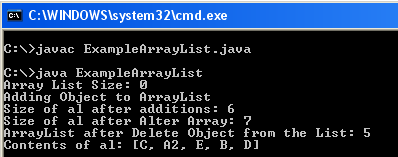 C:\WINDOWS\system32\cmd.exe
C:\>javac ExampleArrayList.java
C:\>java ExampleArrayList
Array List Size: 0
Adding Object to ArrayList
Size of al after additions: 6
Size of al after Alter Array: 7
ArrayList after Delete Object from the List: 5
Contents of al: [C, A2, E, B, D]